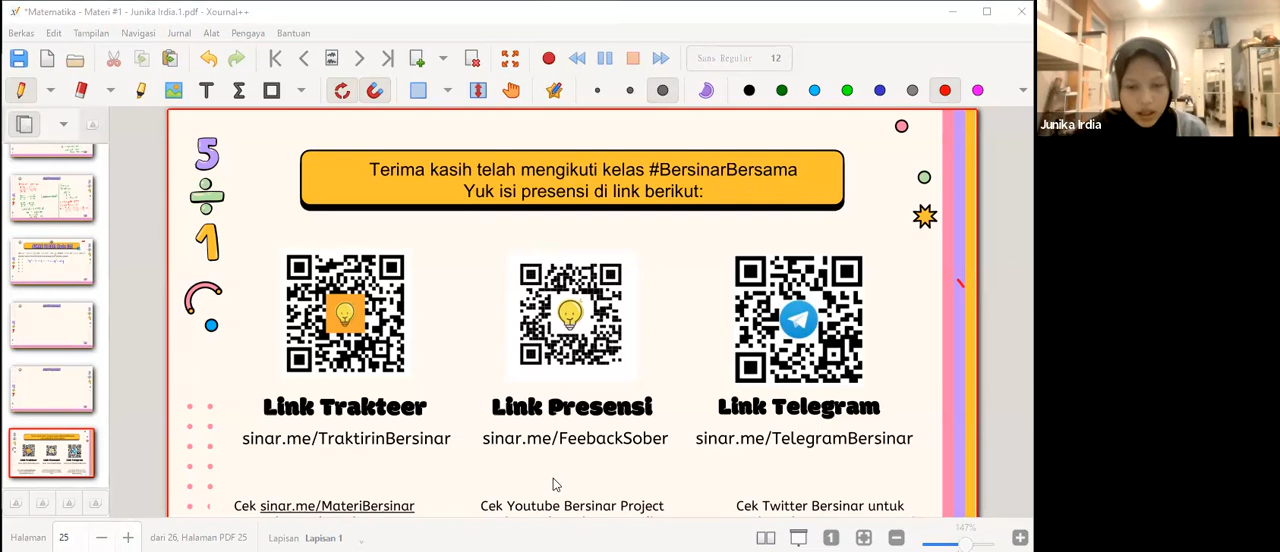 *Matematika - Materi #1 - Junika Irdia.1.pdf - Xournal++
Berkas Edit Tampilan Navigasi Jurnal Alat Pengaya Bantuan
Sans Regular 12
Junika Irdia
5
÷
1
Terima kasih telah mengikuti kelas #BersinarBersama
Yuk isi presensi di link berikut:
Link Trakteer Link Presensi Link Telegram
sinar.me/TraktirinBersinar sinar.me/FeebackSober sinar.me/TelegramBersinar
Cek sinar.me/MateriBersinar Cek Youtube Bersinar Project Cek Twitter Bersinar untuk
Halaman 25 dari 26, Halaman PDF 25 Lapisan Lapisan 1 147%